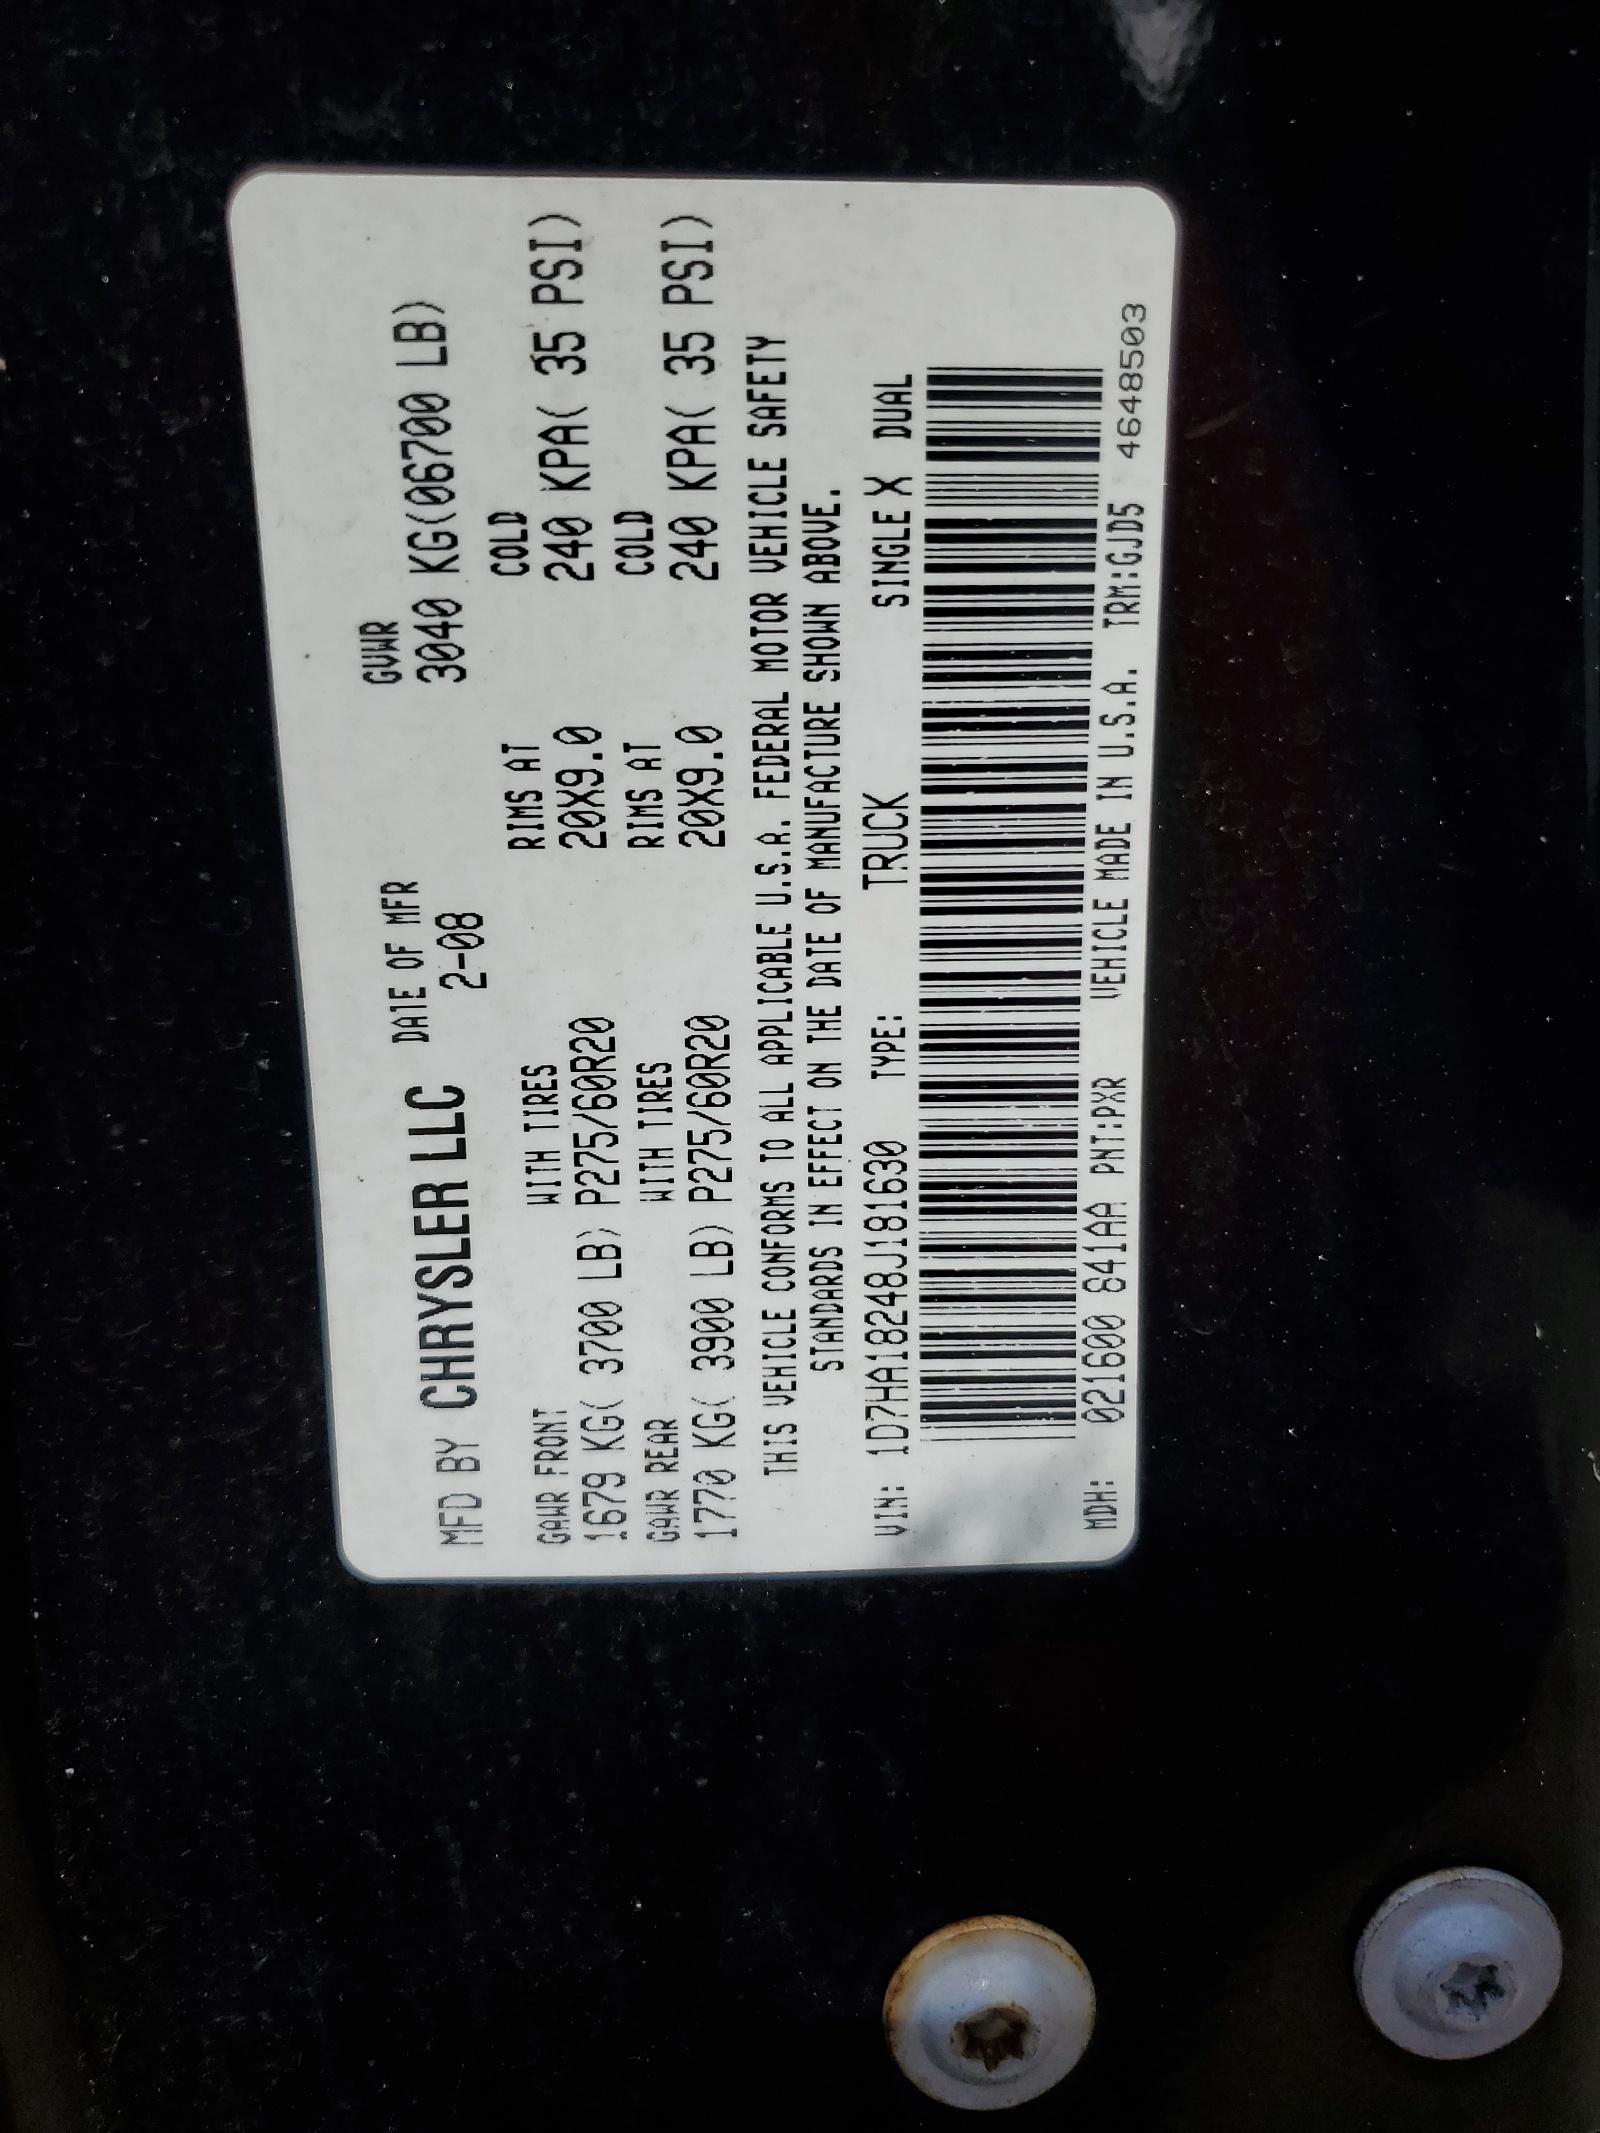 GVWR
MFD BY CHRYSLER LLC DATE OF MFR 3040 KG(06700 LB)
2-08
GAWR FRONT WITH TIRES RIMS AT COLD
1679 KG( 3700 LB) P275/60R20 20X9.0 240 KPA( 35 PSI)
GAWR REAR WITH TIRES RIMS AT COLD
1770 KG( 3900 LB) P275/60R20 20X9.0 240 KPA( 35 PSI)
THIS VEHICLE CONFORMS TO ALL APPLICABLE U.S.A. FEDERAL MOTOR VEHICLE SAFETY
STANDARDS IN EFFECT ON THE DATE OF MANUFACTURE SHOWN ABOVE.
VIN: 1D7HA18248J181630 TYPE: TRUCK SINGLE X DUAL
MDH: 021600 841AA PNT:PXR VEHICLE MADE IN U.S.A. TRM:GJD5 4648503